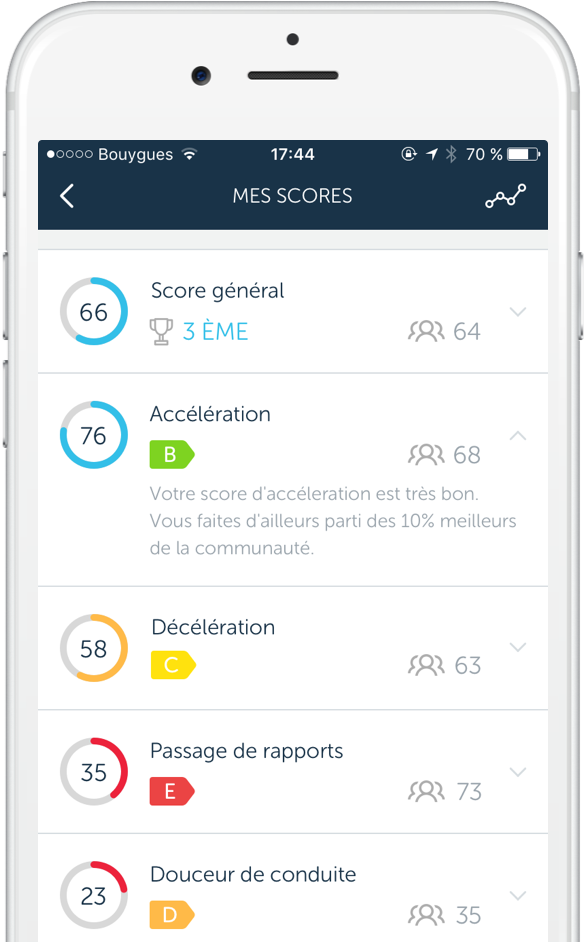 Bouygues 17:44 70 %
MES SCORES
66 Score général
3 ÈME 64
76 Accélération
B 68
Votre score d'accéleration est très bon.
Vous faites d'ailleurs parti des 10% meilleurs
de la communauté.
58 Décélération
C 63
35 Passage de rapports
E 73
23 Douceur de conduite
D 35